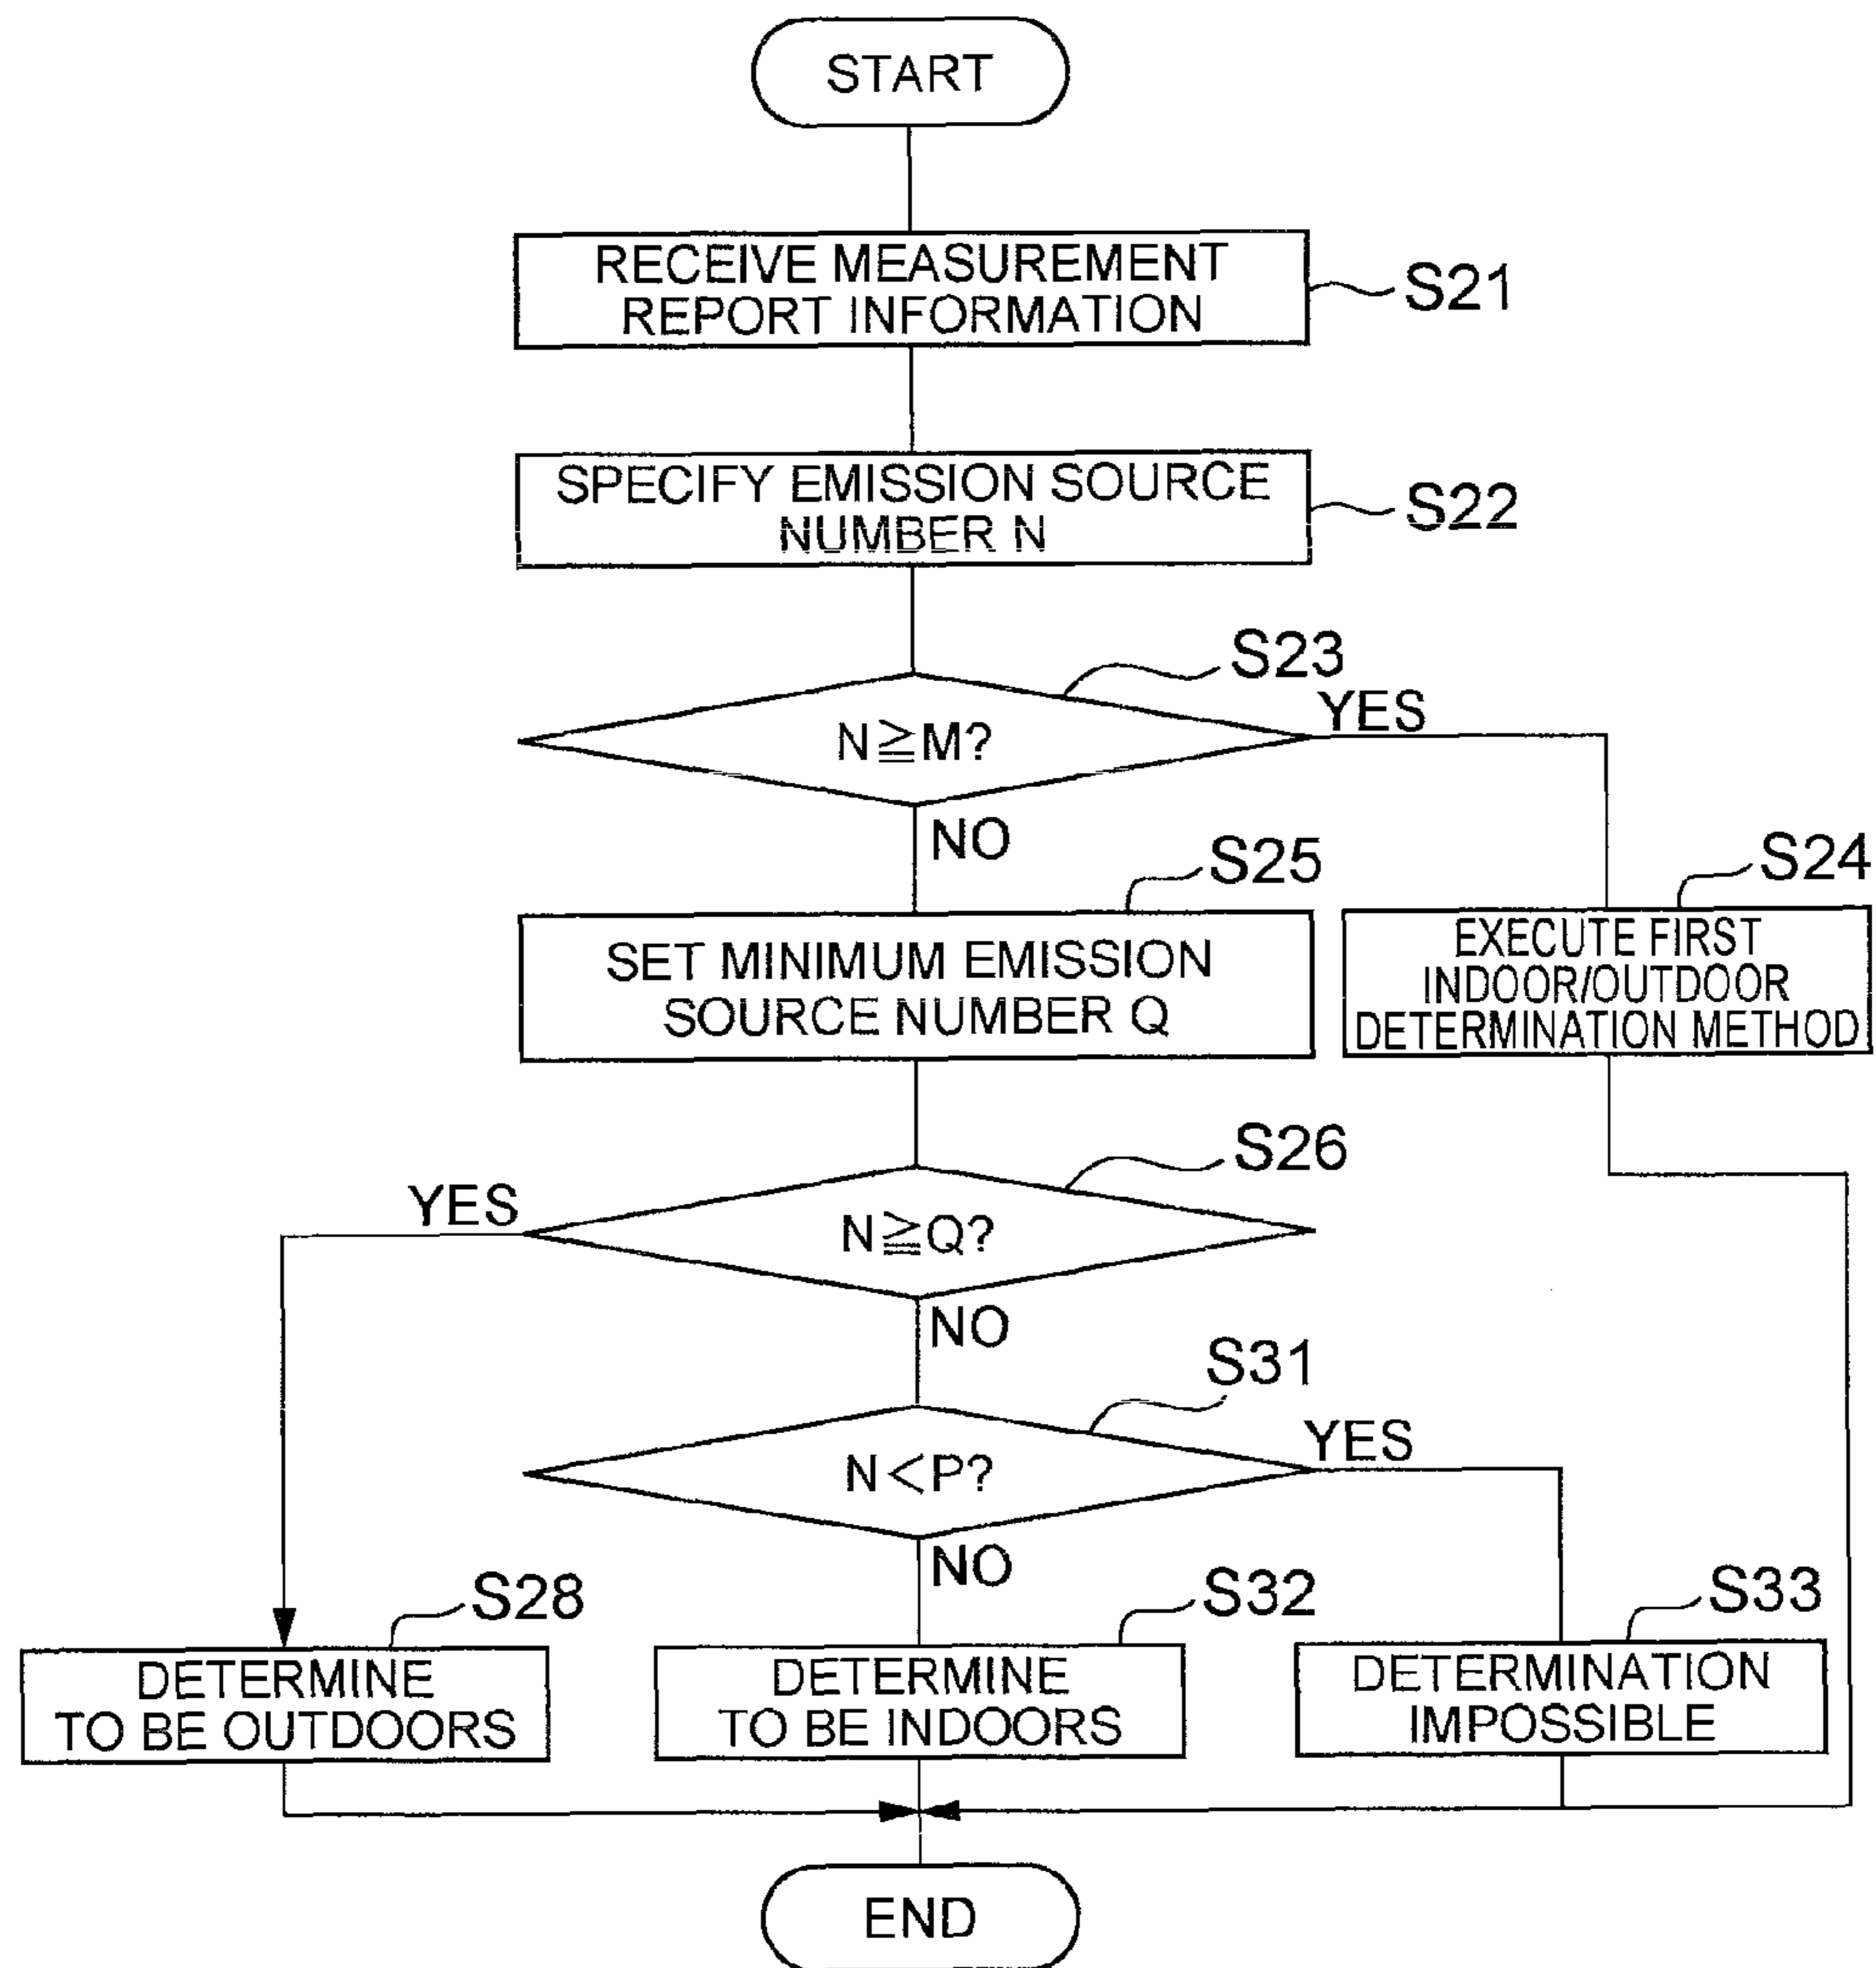 START
RECEIVE MEASUREMENT
REPORT INFORMATION
S21
SPECIFY EMISSION SOURCE
NUMBER N
S22
S23
N≧M?
YES
NO
S25
SET MINIMUM EMISSION
SOURCE NUMBER Q
S24
EXECUTE FIRST
INDOOR/OUTDOOR
DETERMINATION METHOD
S26
YES
N≧Q?
NO
S31
N<P?
YES
NO
S28
DETERMINE
TO BE OUTDOORS
S32
DETERMINE
TO BE INDOORS
S33
DETERMINATION
IMPOSSIBLE
END